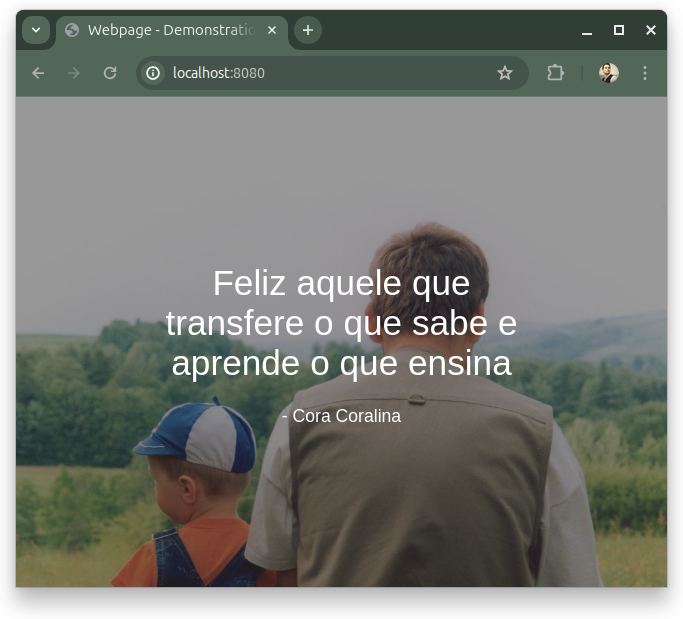 Webpage - Demonstratio
localhost:8080
Feliz aquele que
transfere o que sabe e
aprende o que ensina
- Cora Coralina